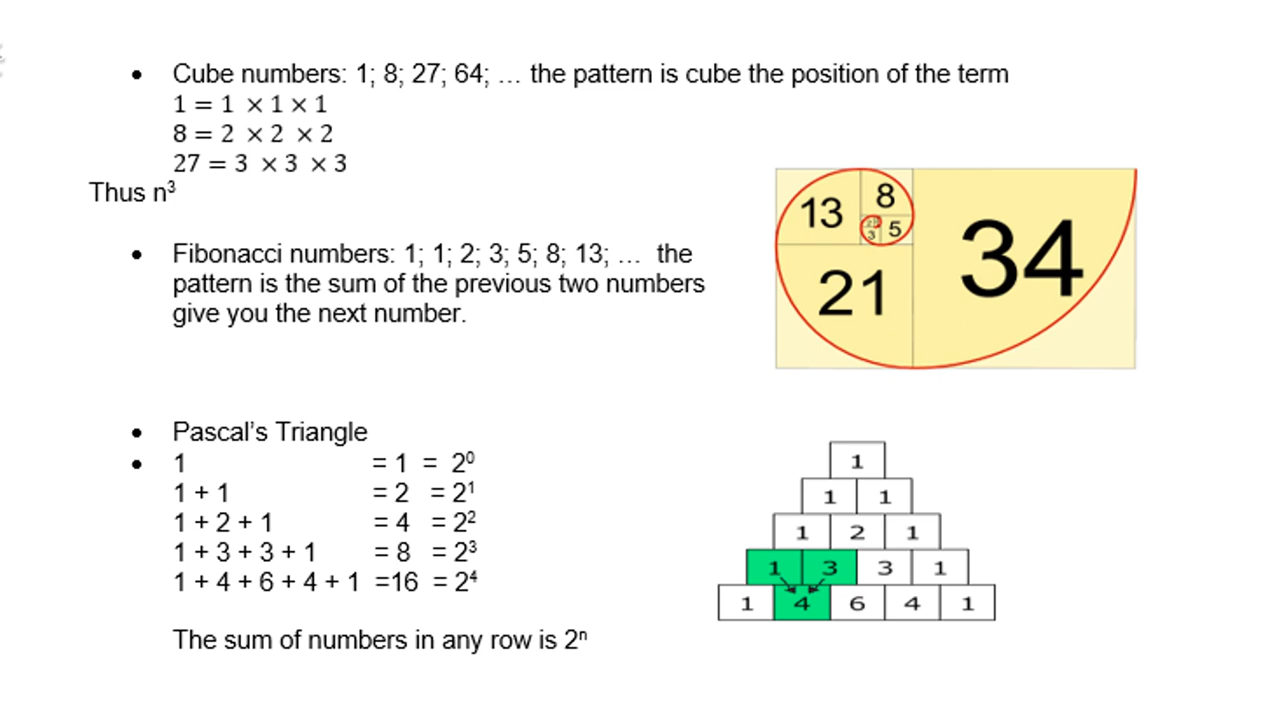 • Cube numbers: 1; 8; 27; 64; … the pattern is cube the position of the term
1 = 1 × 1 × 1
8 = 2 × 2 × 2
27 = 3 × 3 × 3
Thus n³
• Fibonacci numbers: 1; 1; 2; 3; 5; 8; 13; … the
pattern is the sum of the previous two numbers
give you the next number.
13 8
3 5
21 34
• Pascal's Triangle
• 1 = 1 = 2⁰
1 + 1 = 2 = 2¹
1 + 2 + 1 = 4 = 2²
1 + 3 + 3 + 1 = 8 = 2³
1 + 4 + 6 + 4 + 1 =16 = 2⁴
The sum of numbers in any row is 2ⁿ
1
1 1
1 2 1
1 3 3 1
1 4 6 4 1